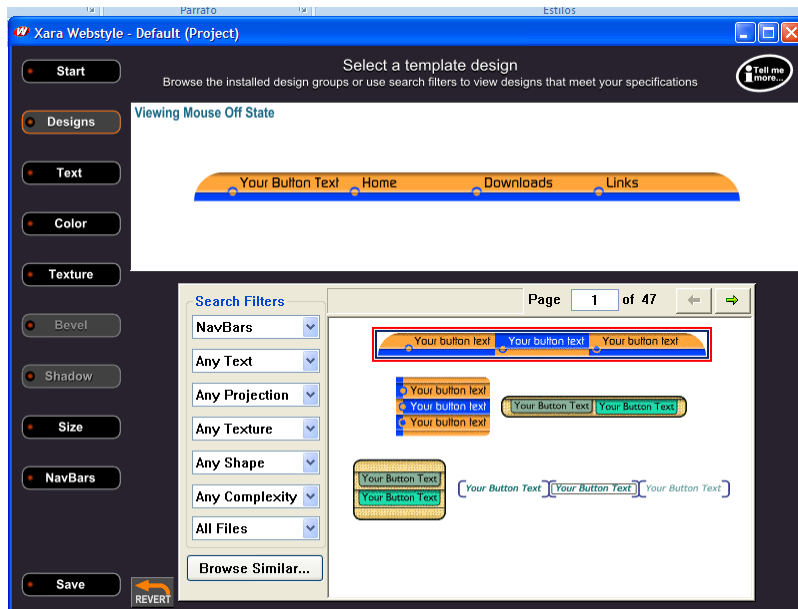 Parrafo
Estilos
Xara Webstyle - Default (Project)
Start
Select a template design
Browse the installed design groups or use search filters to view designs that meet your specifications
Tell me
more...
Designs
Viewing Mouse Off State
Text
Your Button Text Home Downloads Links
Color
Texture
Bevel
Shadow
Size
NavBars
Save
REVERT
Search Filters
Page 1 of 47
NavBars
Any Text
Any Projection
Any Texture
Any Shape
Any Complexity
All Files
Browse Similar...
Your button text Your button text Your button text
Your button text
Your button text
Your button text
Your Button Text Your Button Text
Your Button Text
Your Button Text
Your Button Text Your Button Text Your Button Text